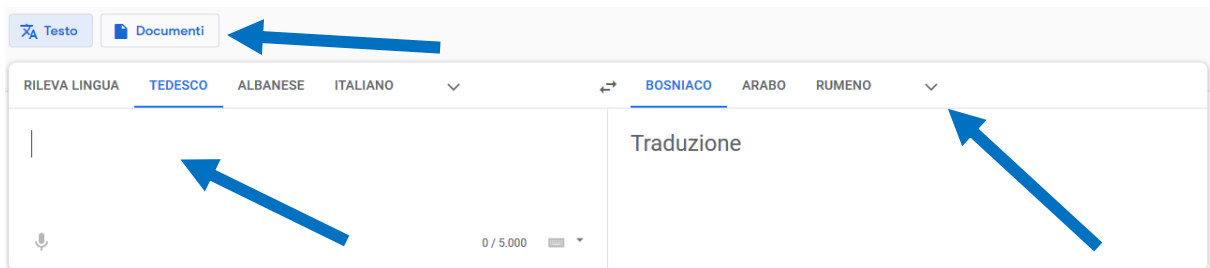 Testo Documenti
RILEVA LINGUA TEDESCO ALBANESE ITALIANO BOSNIACO ARABO RUMENO
Traduzione
0 / 5.000